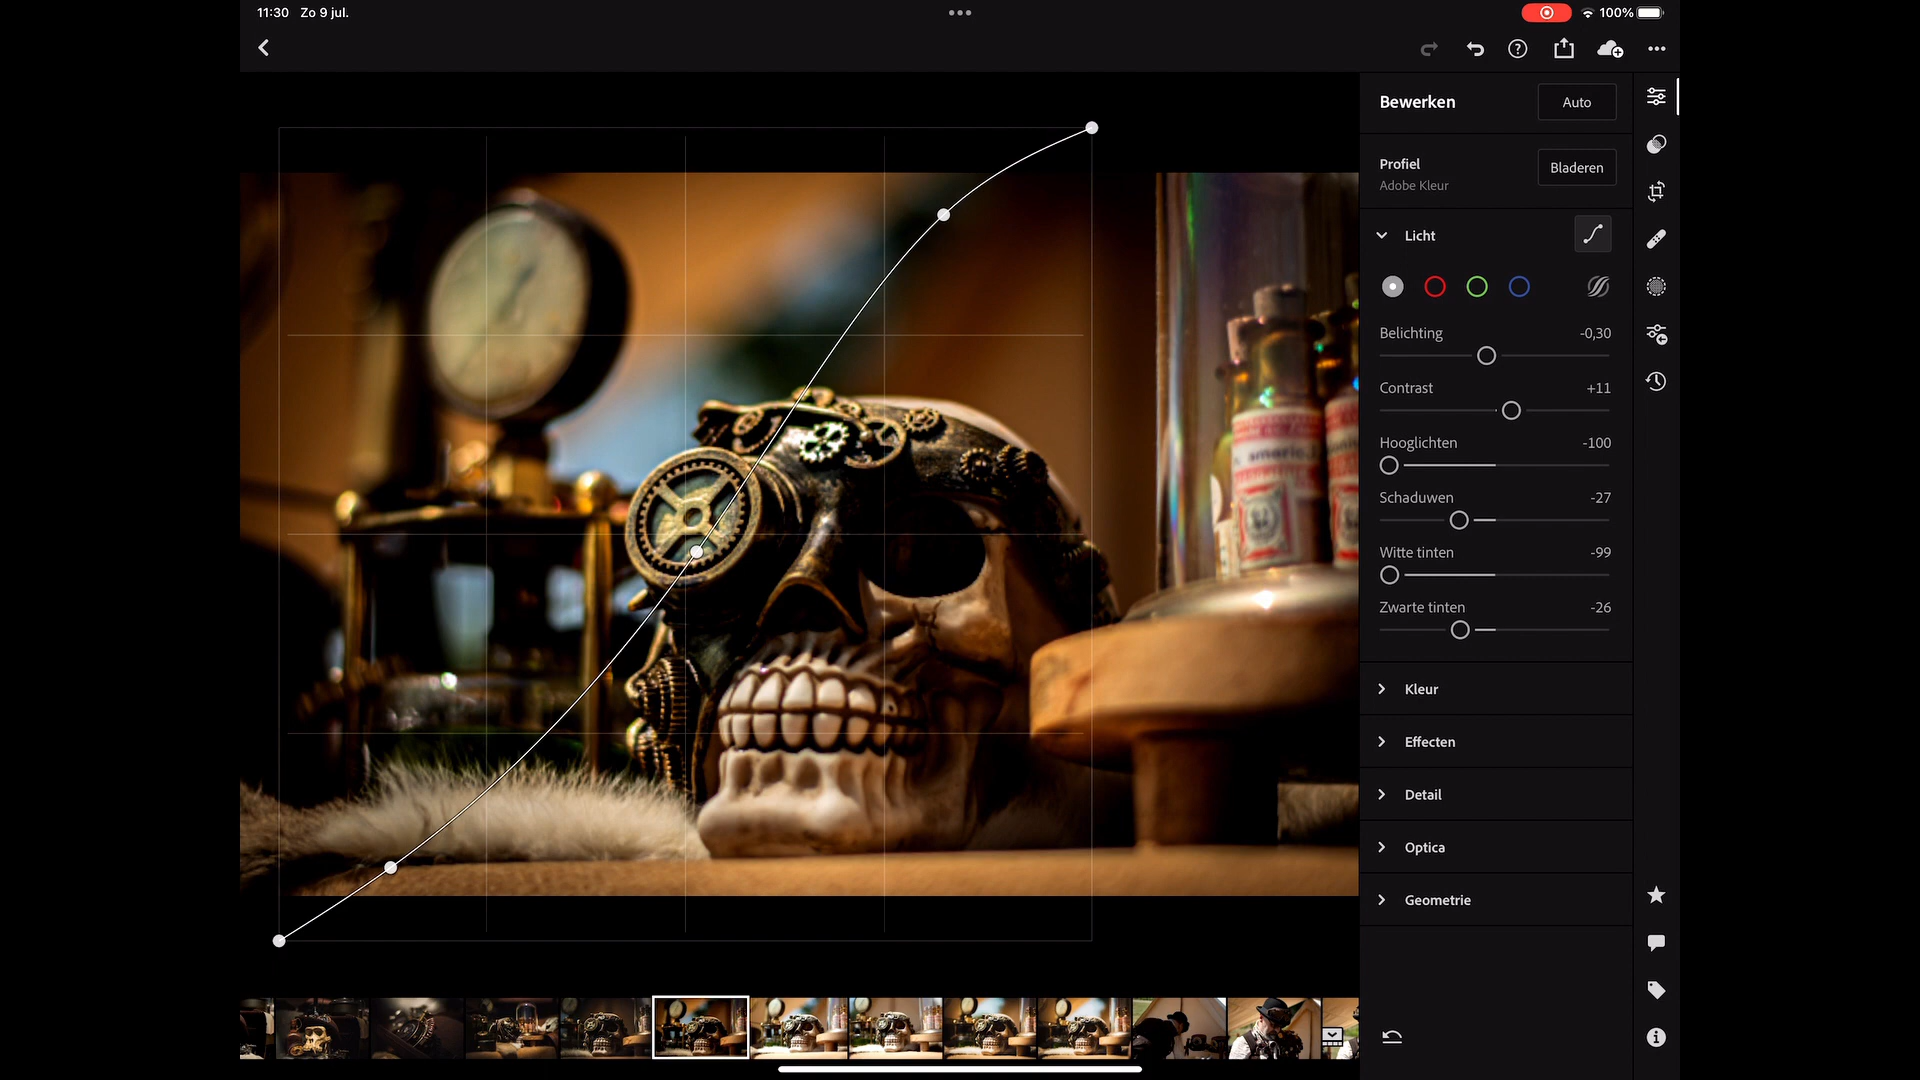 11:30 Zo 9 jul.
100%
Bewerken
Auto
Profiel
Adobe Kleur
Bladeren
Licht
Belichting -0,30
Contrast +11
Hooglichten -100
Schaduwen -27
Witte tinten -99
Zwarte tinten -26
Kleur
Effecten
Detail
Optica
Geometrie